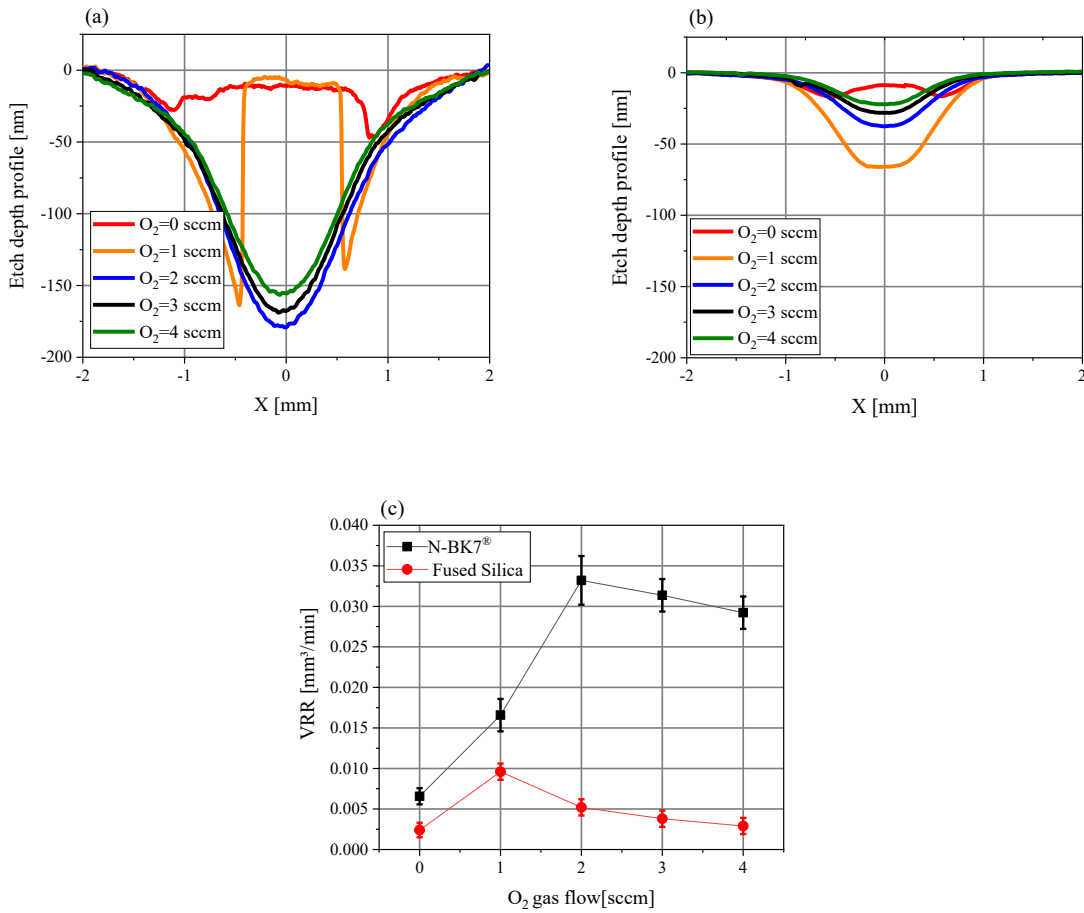 (a)
Etch depth profile [nm]
0
-50
-100
-150
-200
-2
-1
0
1
2
X [mm]
O₂=0 sccm
O₂=1 sccm
O₂=2 sccm
O₂=3 sccm
O₂=4 sccm
(b)
Etch depth profile [nm]
0
-50
-100
-150
-200
-2
-1
0
1
2
X [mm]
O₂=0 sccm
O₂=1 sccm
O₂=2 sccm
O₂=3 sccm
O₂=4 sccm
(c)
VRR [mm³/min]
0.040
0.035
0.030
0.025
0.020
0.015
0.010
0.005
0.000
0
1
2
3
4
O₂ gas flow[sccm]
N-BK7®
Fused Silica